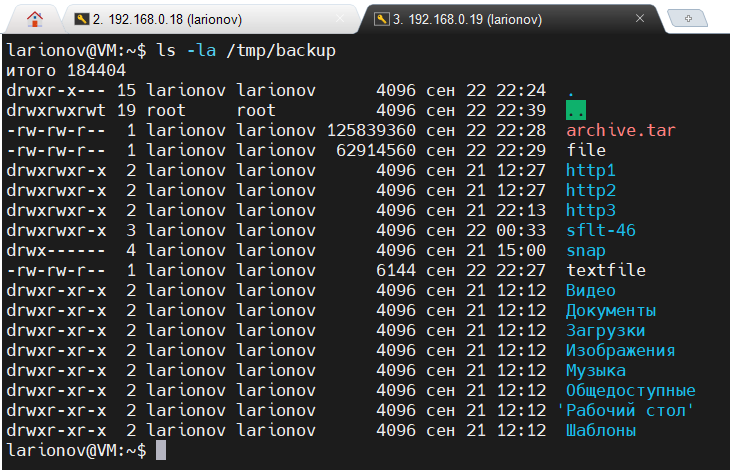 2. 192.168.0.18 (larionov)
3. 192.168.0.19 (larionov)
larionov@VM:~$ ls -la /tmp/backup
итого 184404
drwxr-x--- 15 larionov larionov      4096 сен 22 22:24  .
drwxrwxrwt 19 root     root          4096 сен 22 22:39  ..
-rw-rw-r--  1 larionov larionov 125839360 сен 22 22:28  archive.tar
-rw-rw-r--  1 larionov larionov  62914560 сен 22 22:29  file
drwxrwxr-x  2 larionov larionov      4096 сен 21 12:27  http1
drwxrwxr-x  2 larionov larionov      4096 сен 21 12:27  http2
drwxrwxr-x  2 larionov larionov      4096 сен 21 22:13  http3
drwxrwxr-x  3 larionov larionov      4096 сен 22 00:33  sflt-46
drwx------  4 larionov larionov      4096 сен 21 15:00  snap
-rw-rw-r--  1 larionov larionov      6144 сен 22 22:27  textfile
drwxr-xr-x  2 larionov larionov      4096 сен 21 12:12  Видео
drwxr-xr-x  2 larionov larionov      4096 сен 21 12:12  Документы
drwxr-xr-x  2 larionov larionov      4096 сен 21 12:12  Загрузки
drwxr-xr-x  2 larionov larionov      4096 сен 21 12:12  Изображения
drwxr-xr-x  2 larionov larionov      4096 сен 21 12:12  Музыка
drwxr-xr-x  2 larionov larionov      4096 сен 21 12:12  Общедоступные
drwxr-xr-x  2 larionov larionov      4096 сен 21 12:12 'Рабочий стол'
drwxr-xr-x  2 larionov larionov      4096 сен 21 12:12  Шаблоны
larionov@VM:~$